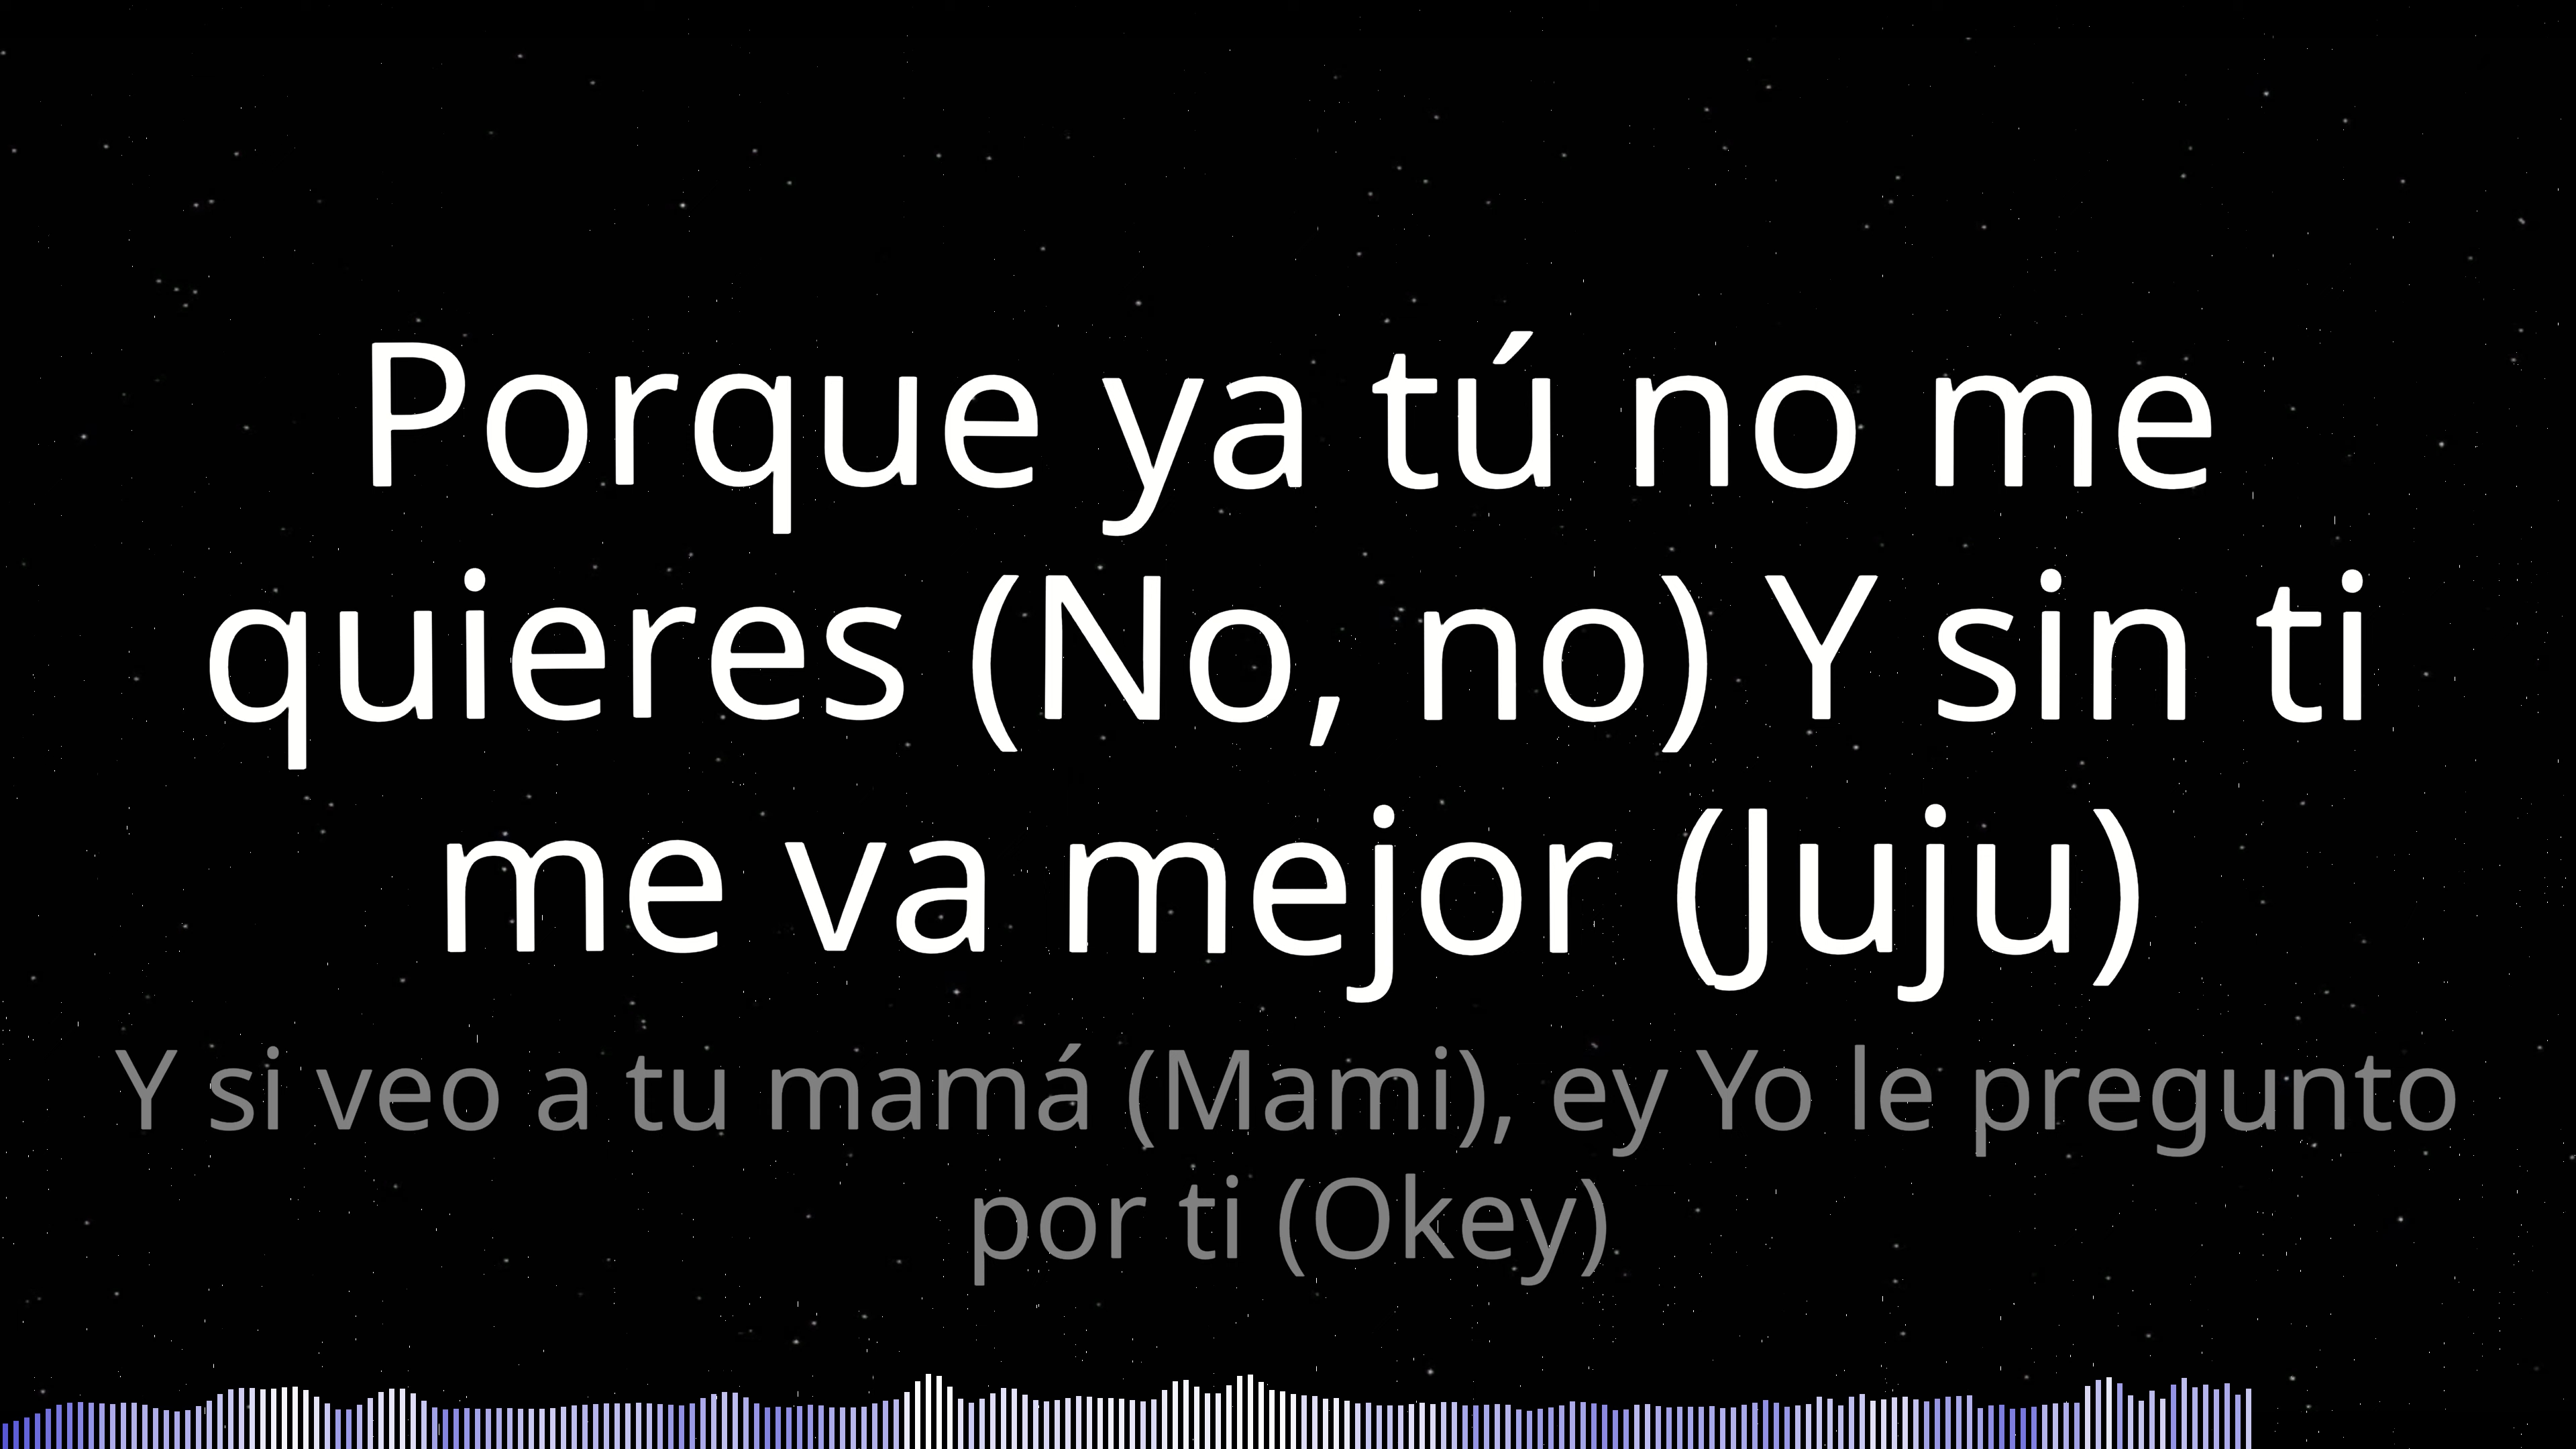 Porque ya tú no me
quieres (No, no) Y sin ti
me va mejor (Juju)
Y si veo a tu mamá (Mami), ey Yo le pregunto
por ti (Okey)